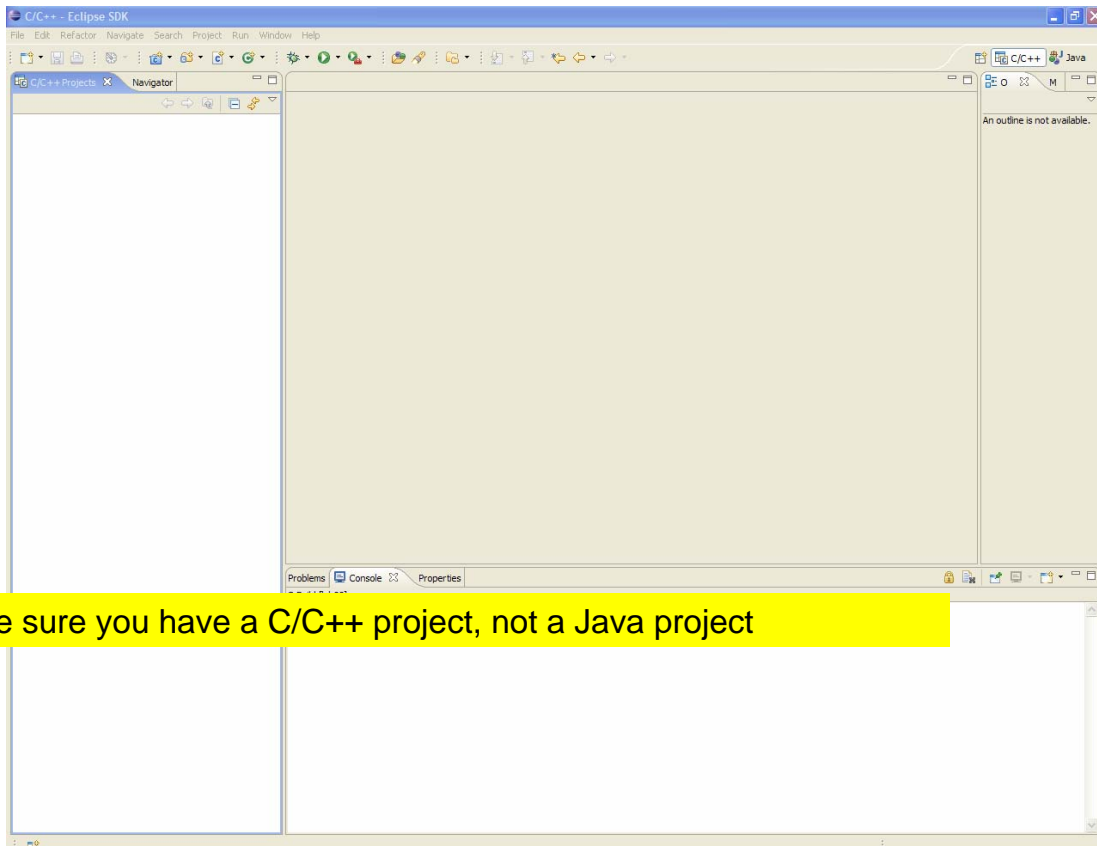 C/C++ - Eclipse SDK
File Edit Refactor Navigate Search Project Run Window Help
C/C++ Java
C/C++ Projects Navigator
O M
An outline is not available.
Problems Console Properties
e sure you have a C/C++ project, not a Java project